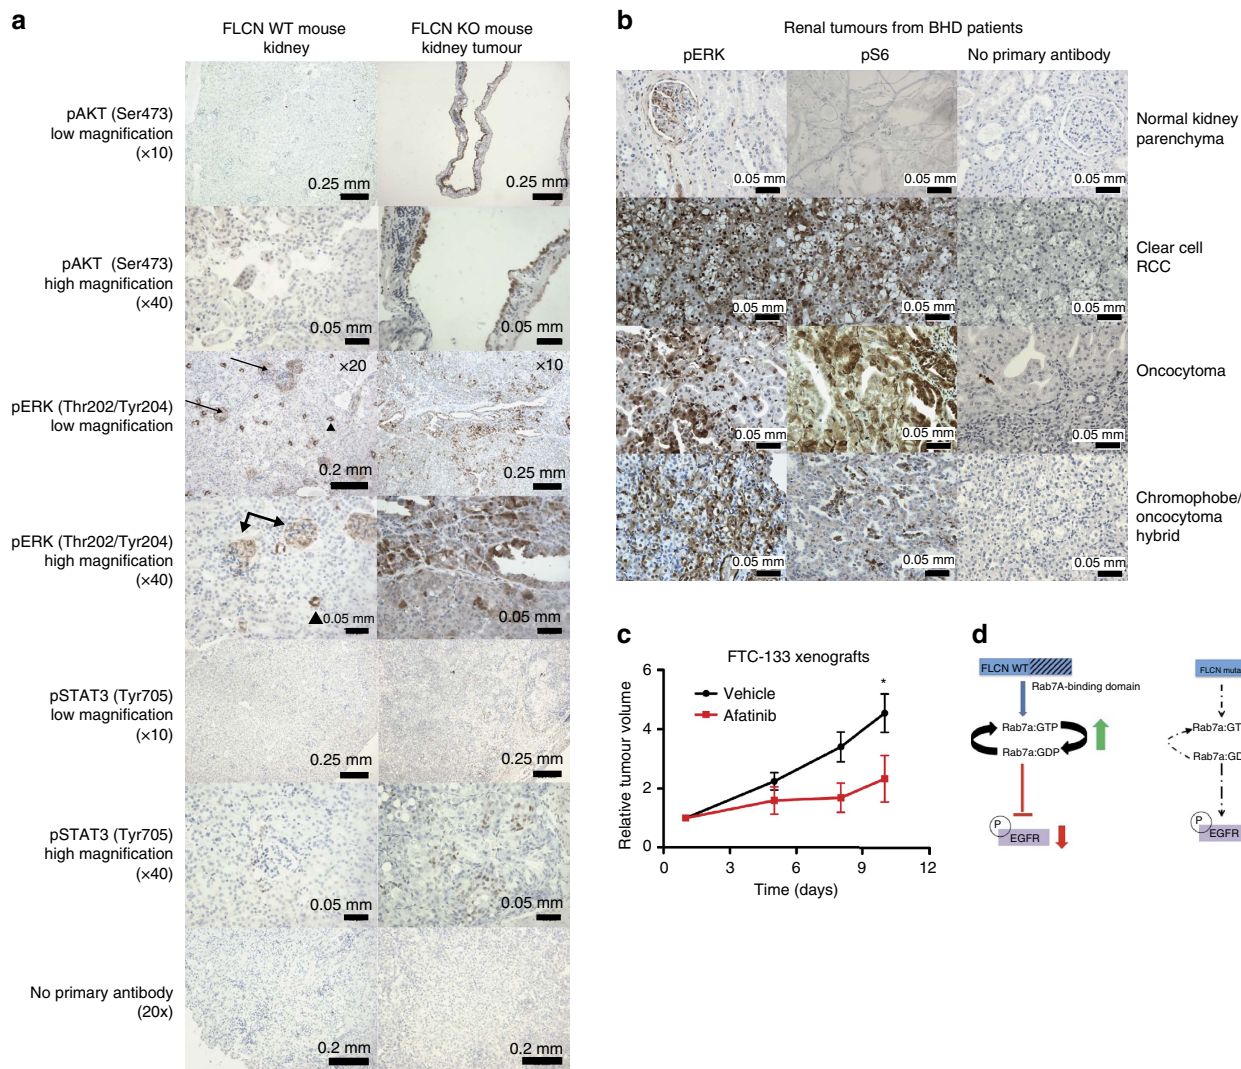 a
FLCN WT mouse
kidney
FLCN KO mouse
kidney tumour
pAKT (Ser473)
low magnification
(×10)
0.25 mm
0.25 mm
pAKT (Ser473)
high magnification
(×40)
0.05 mm
0.05 mm
pERK (Thr202/Tyr204)
low magnification
×20
×10
0.2 mm
0.25 mm
pERK (Thr202/Tyr204)
high magnification
(×40)
0.05 mm
0.05 mm
pSTAT3 (Tyr705)
low magnification
(×10)
0.25 mm
0.25 mm
pSTAT3 (Tyr705)
high magnification
(×40)
0.05 mm
0.05 mm
No primary antibody
(20x)
0.2 mm
0.2 mm
b
Renal tumours from BHD patients
pERK
pS6
No primary antibody
Normal kidney
parenchyma
0.05 mm
0.05 mm
0.05 mm
Clear cell
RCC
0.05 mm
0.05 mm
0.05 mm
Oncocytoma
0.05 mm
0.05 mm
0.05 mm
Chromophobe/
oncocytoma
hybrid
0.05 mm
0.05 mm
0.05 mm
c
FTC-133 xenografts
Relative tumour volume
6
4
2
0
Vehicle
Afatinib
*
0
3
6
9
12
Time (days)
d
FLCN WT
Rab7A-binding domain
Rab7a:GTP
Rab7a:GDP
P
EGFR
FLCN muta
Rab7a:GT
Rab7a:GD
P
EGFR